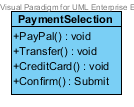 Visual Paradigm for UML Enterprise E
PaymentSelection
+PayPal() : void
+Transfer() : void
+CreditCard() : void
+Confirm() : Submit